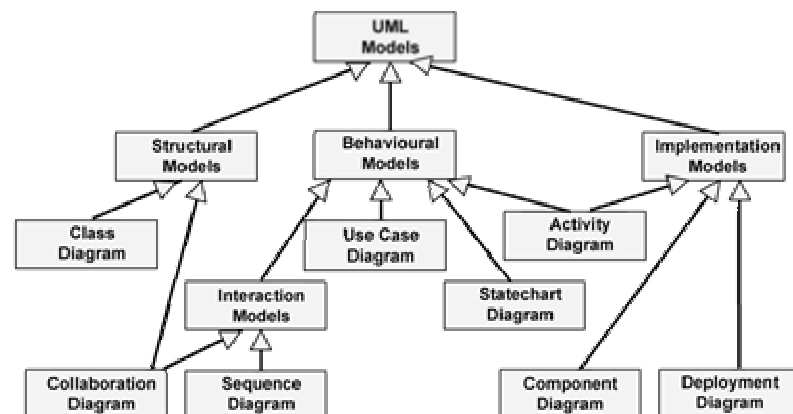 UML
Models
Structural
Models
Behavioural
Models
Implementation
Models
Class
Diagram
Use Case
Diagram
Activity
Diagram
Interaction
Models
Statechart
Diagram
Collaboration
Diagram
Sequence
Diagram
Component
Diagram
Deployment
Diagram